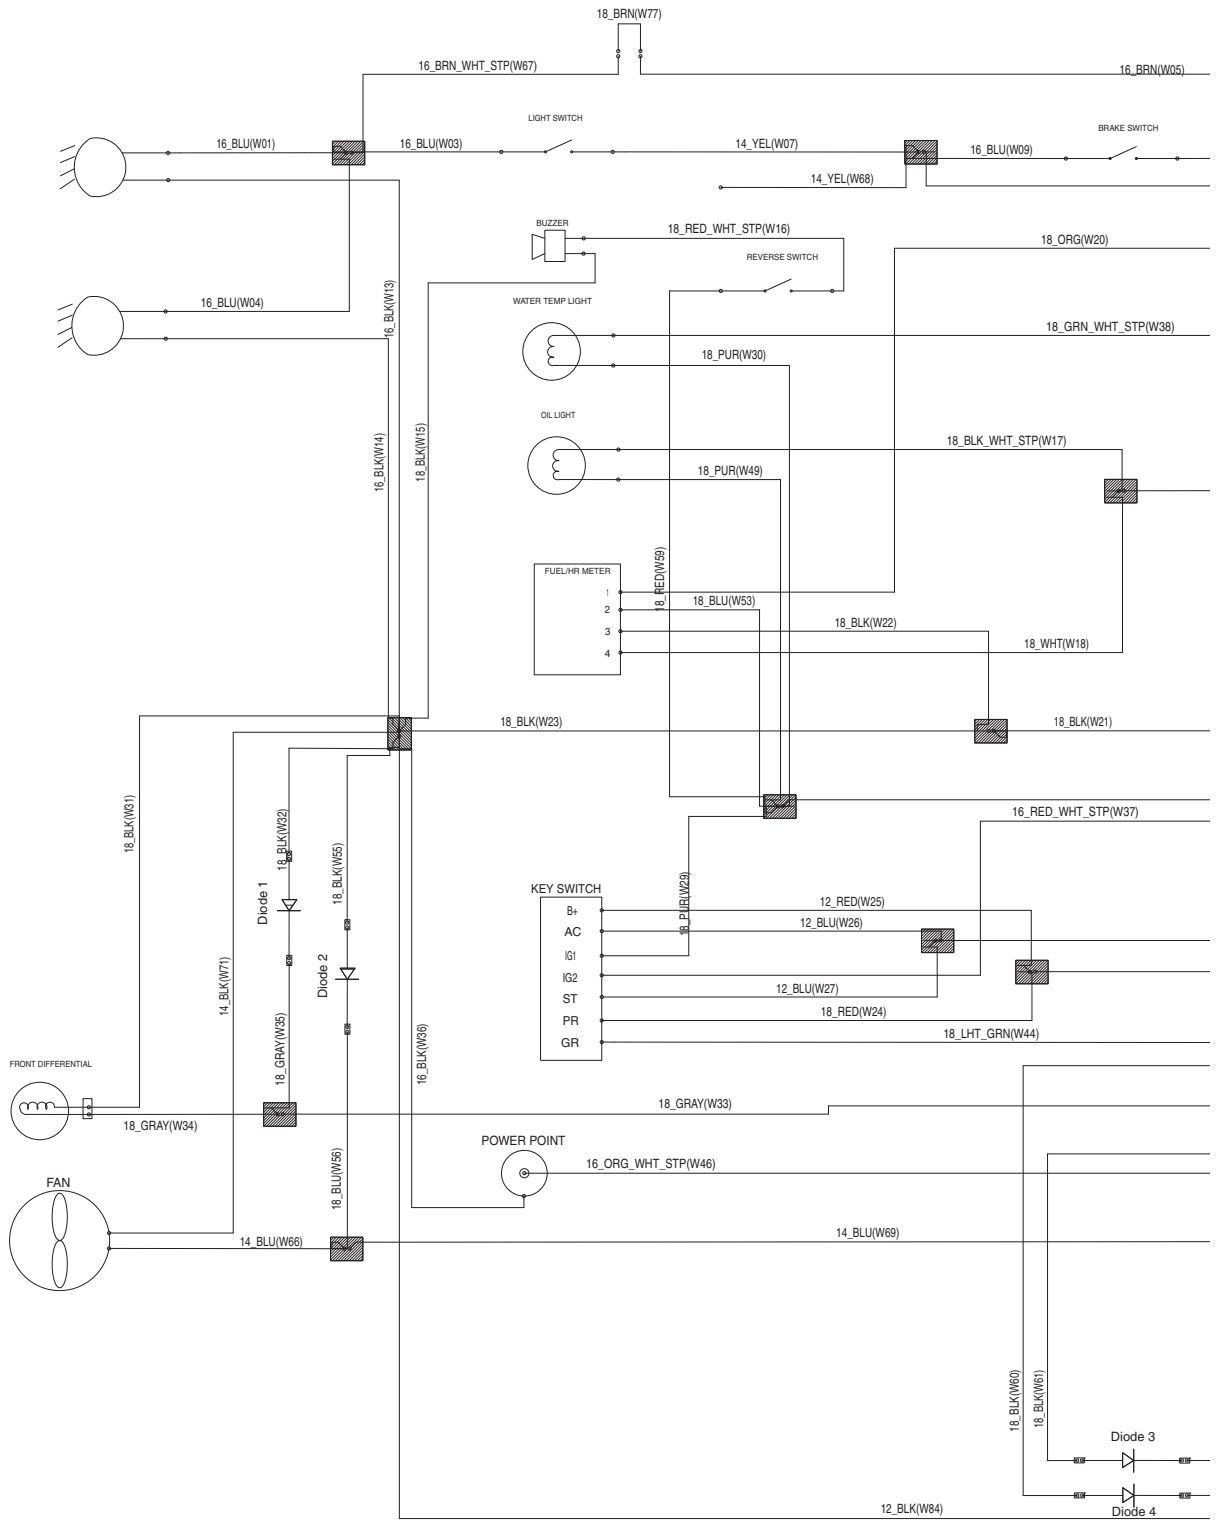 18_BRN(W77)
16_BRN_WHT_STP(W67)
16_BRN(W05)
LIGHT SWITCH
BRAKE SWITCH
16_BLU(W01)
16_BLU(W03)
14_YEL(W07)
16_BLU(W09)
14_YEL(W68)
BUZZER
18_RED_WHT_STP(W16)
18_ORG(W20)
REVERSE SWITCH
16_BLU(W04)
16_BLK(W13)
WATER TEMP LIGHT
18_GRN_WHT_STP(W38)
18_PUR(W30)
OIL LIGHT
16_BLK(W14)
18_BLK(W15)
18_BLK_WHT_STP(W17)
18_PUR(W49)
18_RED(W59)
FUEL/HR METER
1
2
3
4
18_BLU(W53)
18_BLK(W22)
18_WHT(W18)
18_BLK(W23)
18_BLK(W21)
18_BLK(W31)
18_BLK(W32)
18_BLK(W55)
16_RED_WHT_STP(W37)
Diode 1
Diode 2
KEY SWITCH
B+
AC
IG1
IG2
ST
PR
GR
18_PUR(W29)
12_RED(W25)
12_BLU(W26)
12_BLU(W27)
18_RED(W24)
18_LHT_GRN(W44)
14_BLK(W71)
18_GRAY(W35)
16_BLK(W36)
FRONT DIFFERENTIAL
18_GRAY(W34)
18_GRAY(W33)
POWER POINT
16_ORG_WHT_STP(W46)
18_BLU(W56)
FAN
14_BLU(W66)
14_BLU(W69)
18_BLK(W60)
18_BLK(W61)
Diode 3
Diode 4
12_BLK(W84)